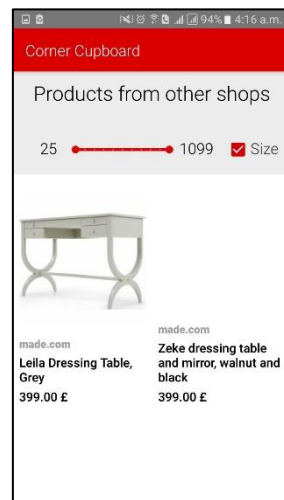 94% 4:16 a.m.
Corner Cupboard
Products from other shops
25 1099 Size
made.com
Leila Dressing Table,
Grey
399.00 £
made.com
Zeke dressing table
and mirror, walnut and
black
399.00 £